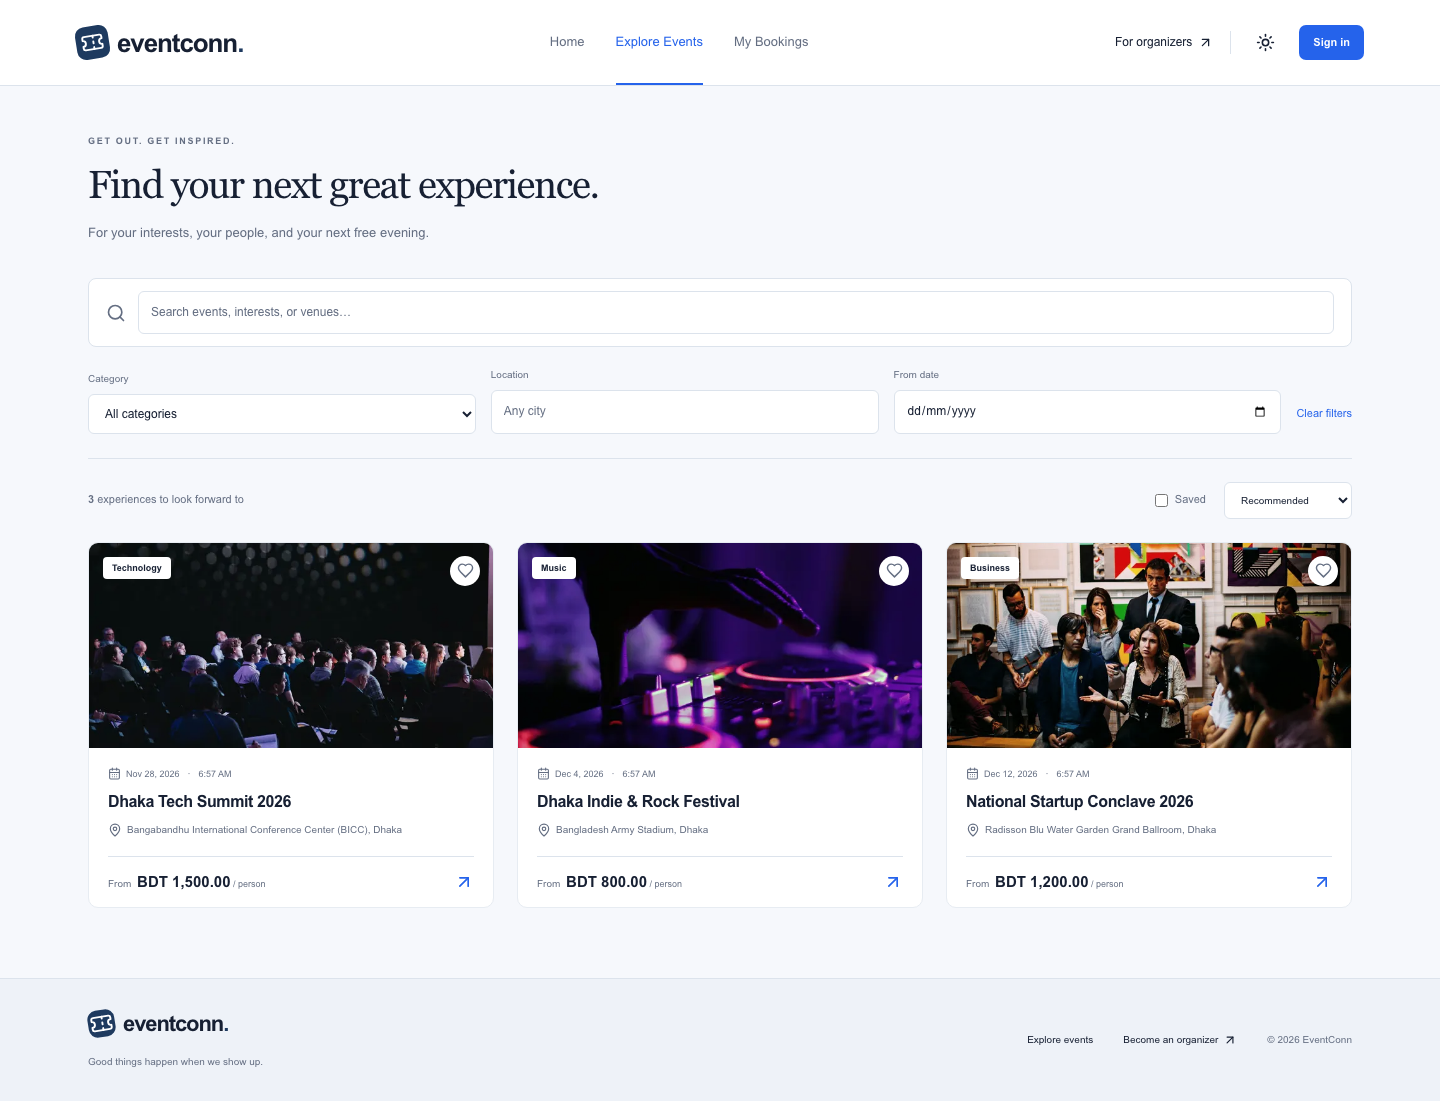 eventconn.
Home
Explore Events
My Bookings
For organizers
Sign in
GET OUT. GET INSPIRED.
Find your next great experience.
For your interests, your people, and your next free evening.
Search events, interests, or venues…
Category
All categories
Location
Any city
From date
dd/mm/yyyy
Clear filters
3 experiences to look forward to
Saved
Recommended
Technology
Nov 28, 2026 · 6:57 AM
Dhaka Tech Summit 2026
Bangabandhu International Conference Center (BICC), Dhaka
From BDT 1,500.00 / person
Music
Dec 4, 2026 · 6:57 AM
Dhaka Indie & Rock Festival
Bangladesh Army Stadium, Dhaka
From BDT 800.00 / person
Business
Dec 12, 2026 · 6:57 AM
National Startup Conclave 2026
Radisson Blu Water Garden Grand Ballroom, Dhaka
From BDT 1,200.00 / person
eventconn.
Good things happen when we show up.
Explore events
Become an organizer
© 2026 EventConn